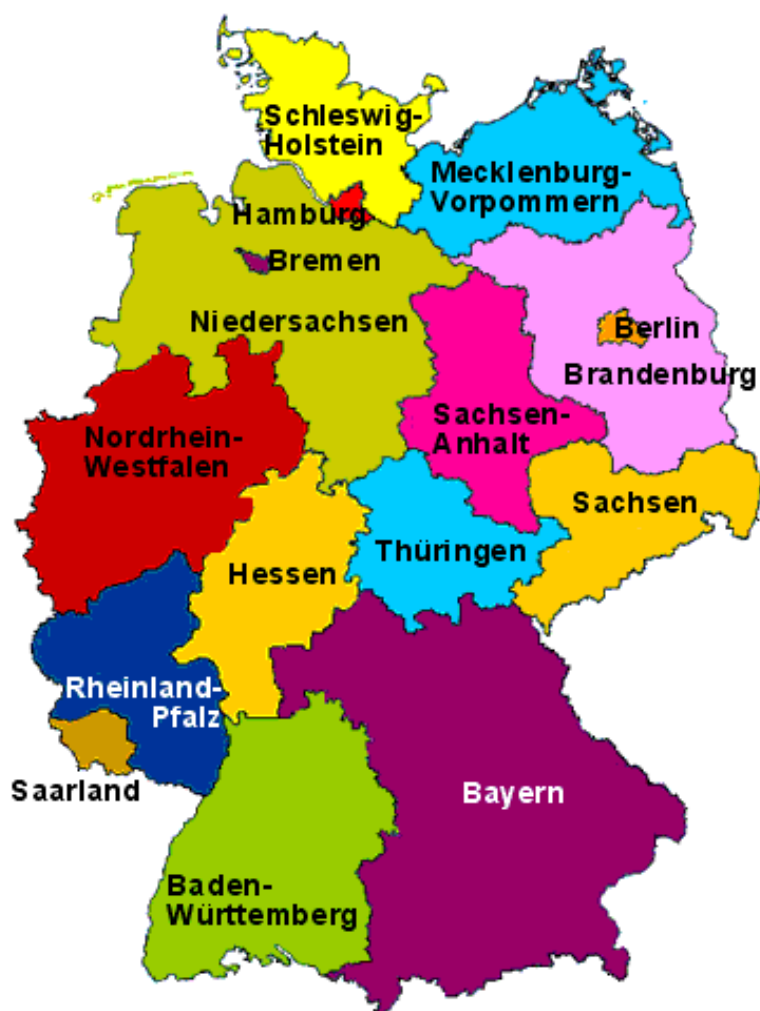 Schleswig-
Holstein
Mecklenburg-
Vorpommern
Hamburg
Bremen
Niedersachsen
Berlin
Brandenburg
Sachsen-
Anhalt
Nordrhein-
Westfalen
Sachsen
Thüringen
Hessen
Rheinland-
Pfalz
Saarland
Bayern
Baden-
Württemberg